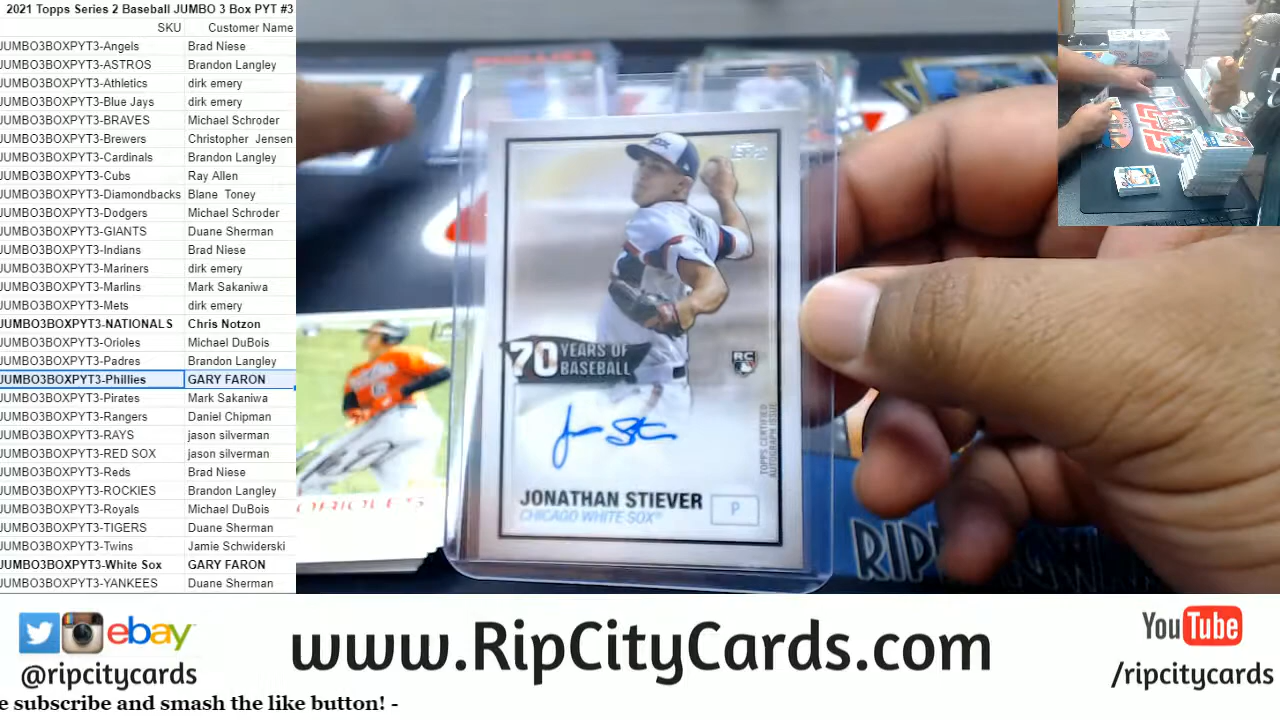 2021 Topps Series 2 Baseball JUMBO 3 Box PYT #3
SKU Customer Name
JUMBO3BOXPYT3-Angels Brad Niese
JUMBO3BOXPYT3-ASTROS Brandon Langley
JUMBO3BOXPYT3-Athletics dirk emery
JUMBO3BOXPYT3-Blue Jays dirk emery
JUMBO3BOXPYT3-BRAVES Michael Schroder
JUMBO3BOXPYT3-Brewers Christopher Jensen
JUMBO3BOXPYT3-Cardinals Brandon Langley
JUMBO3BOXPYT3-Cubs Ray Allen
JUMBO3BOXPYT3-Diamondbacks Blane Toney
JUMBO3BOXPYT3-Dodgers Michael Schroder
JUMBO3BOXPYT3-GIANTS Duane Sherman
JUMBO3BOXPYT3-Indians Brad Niese
JUMBO3BOXPYT3-Mariners dirk emery
JUMBO3BOXPYT3-Marlins Mark Sakaniwa
JUMBO3BOXPYT3-Mets dirk emery
JUMBO3BOXPYT3-NATIONALS Chris Notzon
JUMBO3BOXPYT3-Orioles Michael DuBois
JUMBO3BOXPYT3-Padres Brandon Langley
JUMBO3BOXPYT3-Phillies GARY FARON
JUMBO3BOXPYT3-Pirates Mark Sakaniwa
JUMBO3BOXPYT3-Rangers Daniel Chipman
JUMBO3BOXPYT3-RAYS jason silverman
JUMBO3BOXPYT3-RED SOX jason silverman
JUMBO3BOXPYT3-Reds Brad Niese
JUMBO3BOXPYT3-ROCKIES Brandon Langley
JUMBO3BOXPYT3-Royals Michael DuBois
JUMBO3BOXPYT3-TIGERS Duane Sherman
JUMBO3BOXPYT3-Twins Jamie Schwiderski
JUMBO3BOXPYT3-White Sox GARY FARON
JUMBO3BOXPYT3-YANKEES Duane Sherman
70 YEARS OF
BASEBALL
RC
TOPPS CERTIFIED
AUTOGRAPH ISSUE
JONATHAN STIEVER
P
CHICAGO WHITE SOX
ORIOLES
ebay
@ripcitycards
www.RipCityCards.com
YouTube
/ripcitycards
e subscribe and smash the like button! -